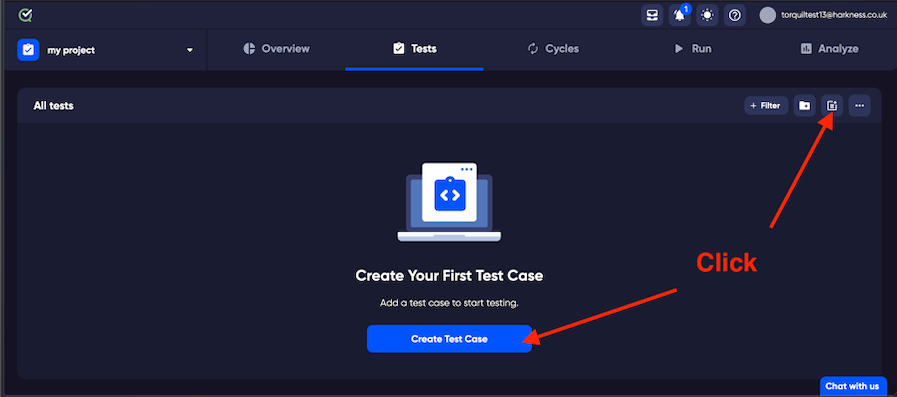 1
torquiltest13@harkness.co.uk
my project
Overview
Tests
Cycles
Run
Analyze
All tests
+ Filter
Click
Create Your First Test Case
Add a test case to start testing.
Create Test Case
Chat with us